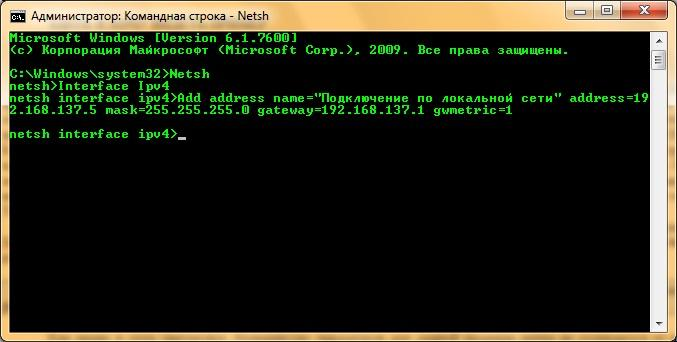 Администратор: Командная строка - Netsh
Microsoft Windows [Version 6.1.7600]
(c) Корпорация Майкрософт (Microsoft Corp.), 2009. Все права защищены.
C:\Windows\system32>Netsh
netsh>Interface Ipv4
netsh interface ipv4>Add address name="Подключение по локальной сети" address=19
2.168.137.5 mask=255.255.255.0 gateway=192.168.137.1 gwmetric=1
netsh interface ipv4>_